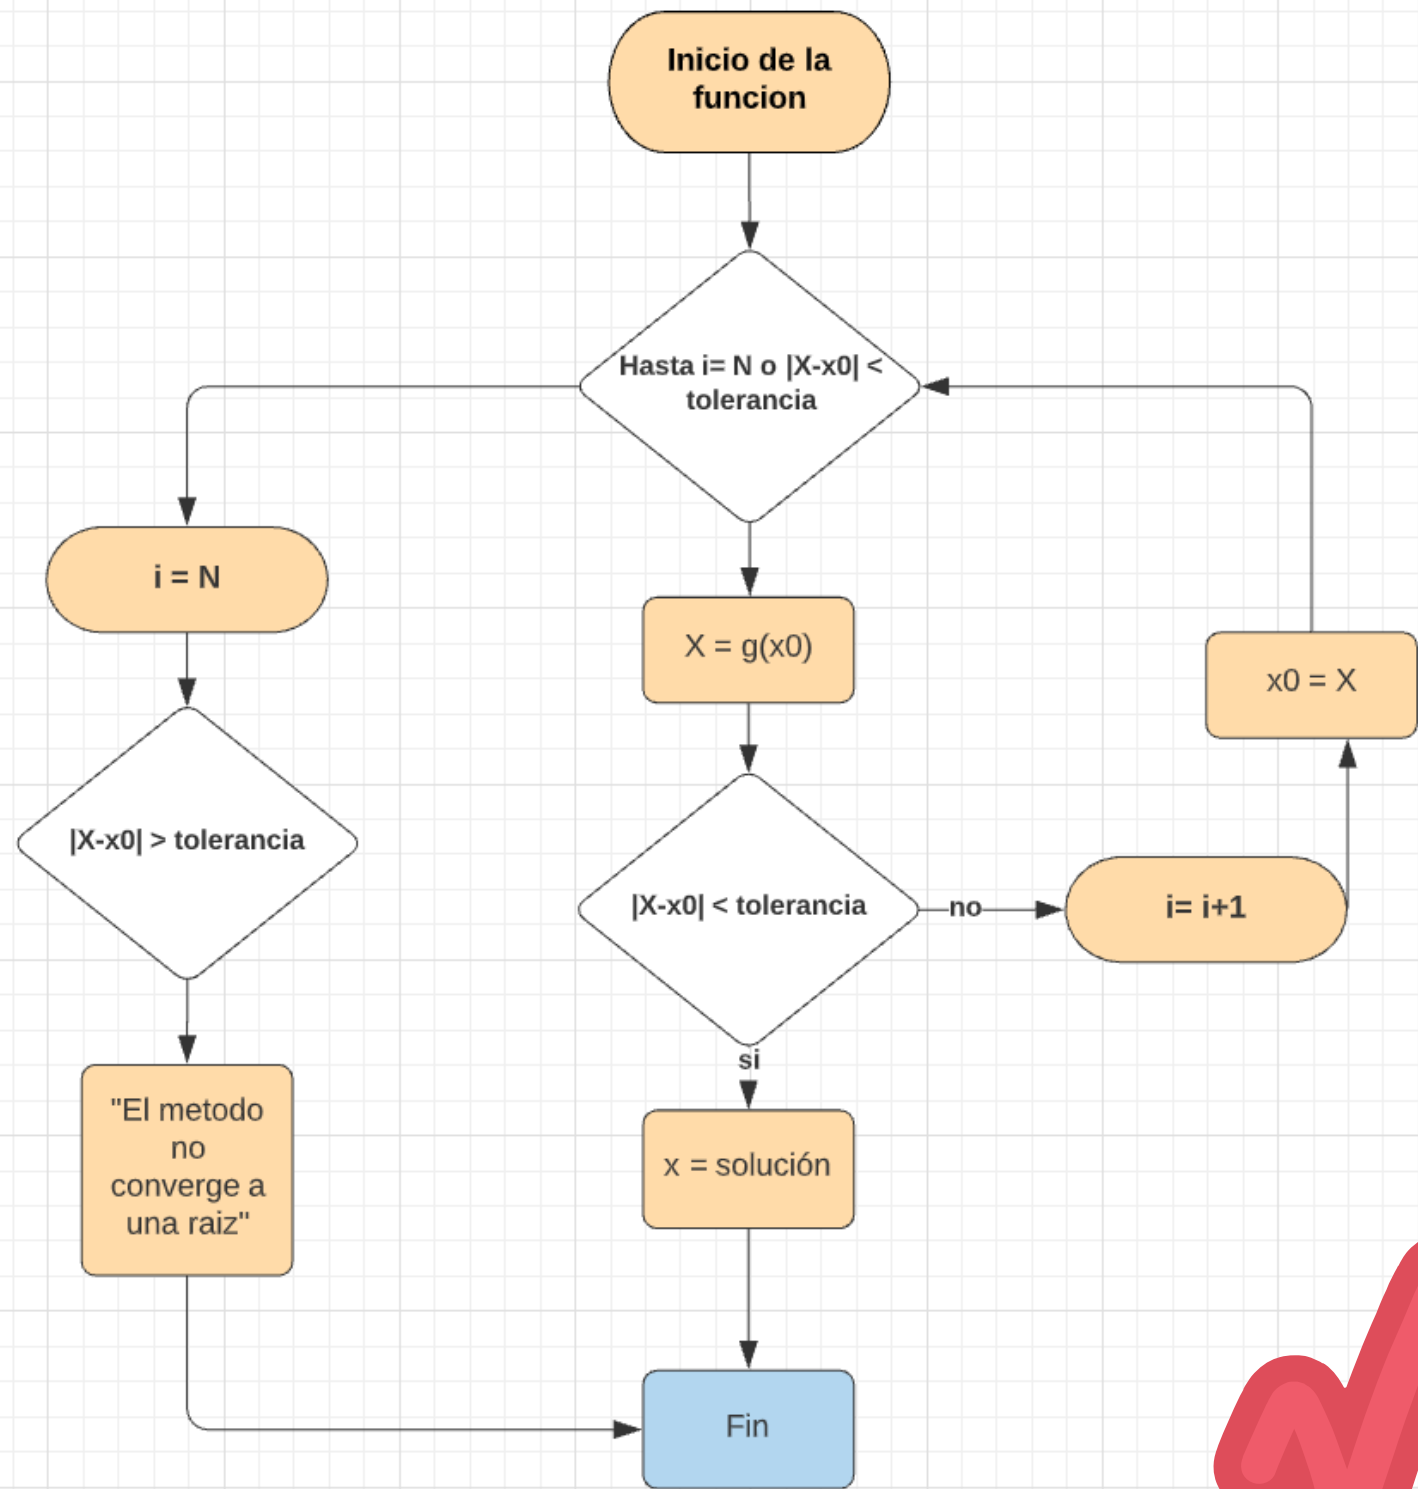 Inicio de la
funcion
Hasta i= N o |X-x0| <
tolerancia
i = N
X = g(x0)
x0 = X
|X-x0| > tolerancia
|X-x0| < tolerancia
no
i= i+1
si
"El metodo
no
converge a
una raiz"
x = solución
Fin